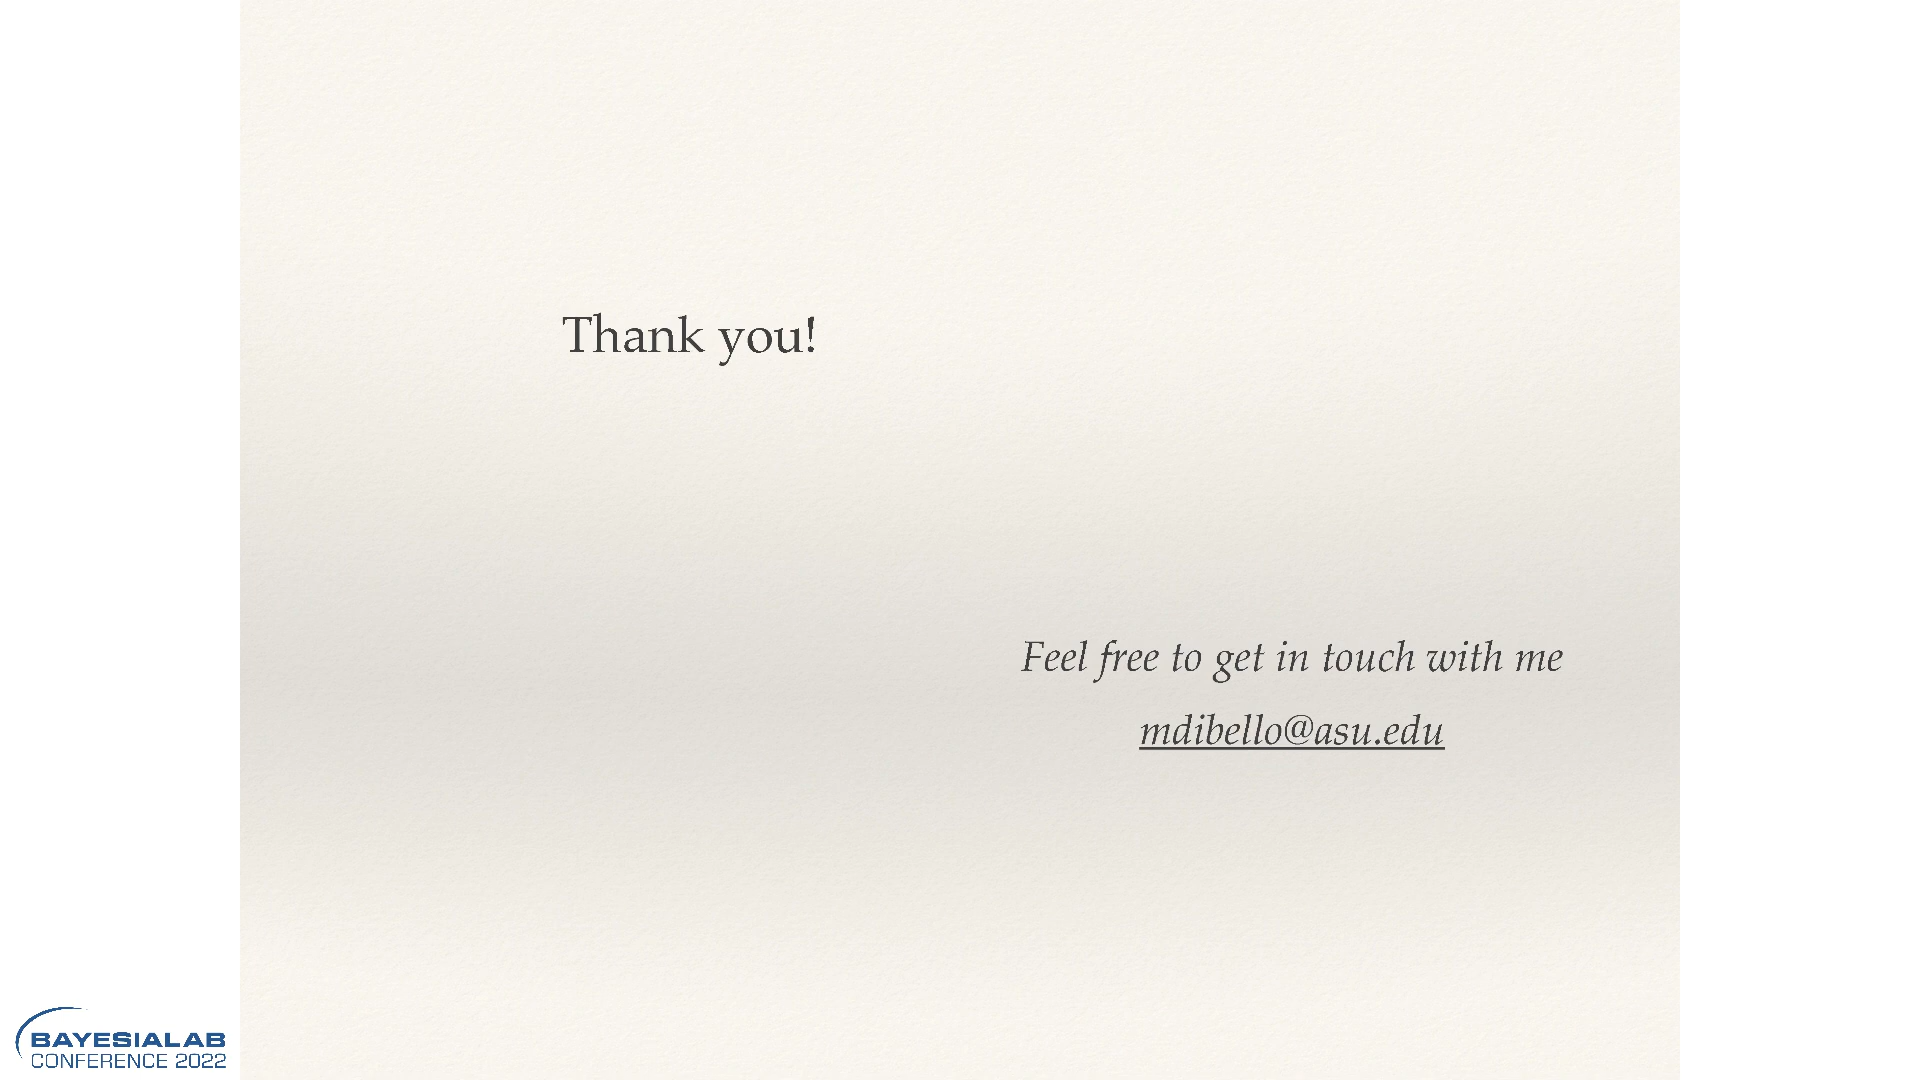 Thank you!
Feel free to get in touch with me
mdibello@asu.edu
BAYESIALAB
CONFERENCE 2022